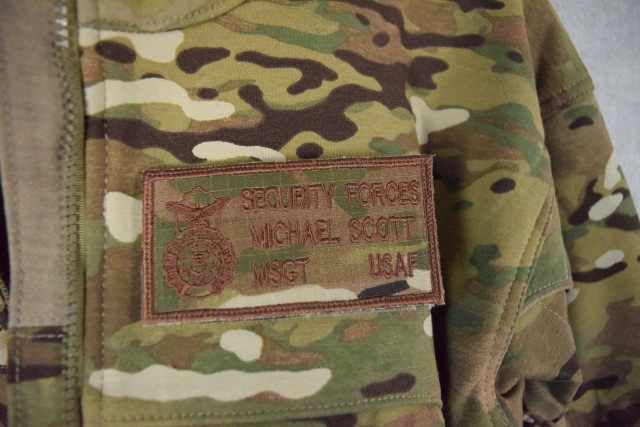 SECURITY FORCES
MICHAEL SCOTT
MSGT USAF